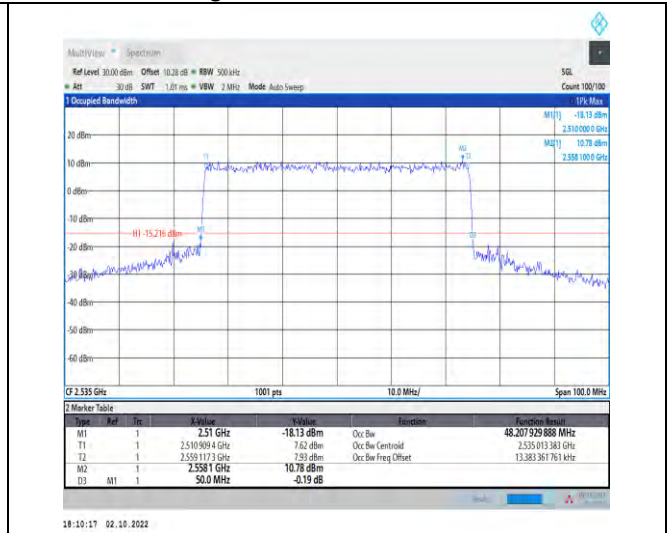 MultiView Spectrum
Ref Level 30.00 dBm Offset 10.28 dB RBW 500 kHz SGL
Att 30 dB SWT 1.01 ms VBW 2 MHz Mode Auto Sweep Count 100/100
1 Occupied Bandwidth 1Pk Max
M1[1] -18.13 dBm
2.510 000 0 GHz
20 dBm M2[1] 10.78 dBm
2.558 100 0 GHz
T1 M2 T2
10 dBm
0 dBm
-10 dBm
H1 -15.216 dBm M1 D3
-20 dBm
-30 dBm
-40 dBm
-50 dBm
-60 dBm
CF 2.535 GHz 1001 pts 10.0 MHz/ Span 100.0 MHz
2 Marker Table
Type Ref Trc X-Value Y-Value Function Function Result
M1 1 2.51 GHz -18.13 dBm Occ Bw 48.207 929 888 MHz
T1 1 2.510 909 4 GHz 7.62 dBm Occ Bw Centroid 2.535 013 383 GHz
T2 1 2.559 117 3 GHz 7.93 dBm Occ Bw Freq Offset 13.383 361 761 kHz
M2 1 2.558 1 GHz 10.78 dBm
D3 M1 1 50.0 MHz -0.19 dB
18:10:17 02.10.2022